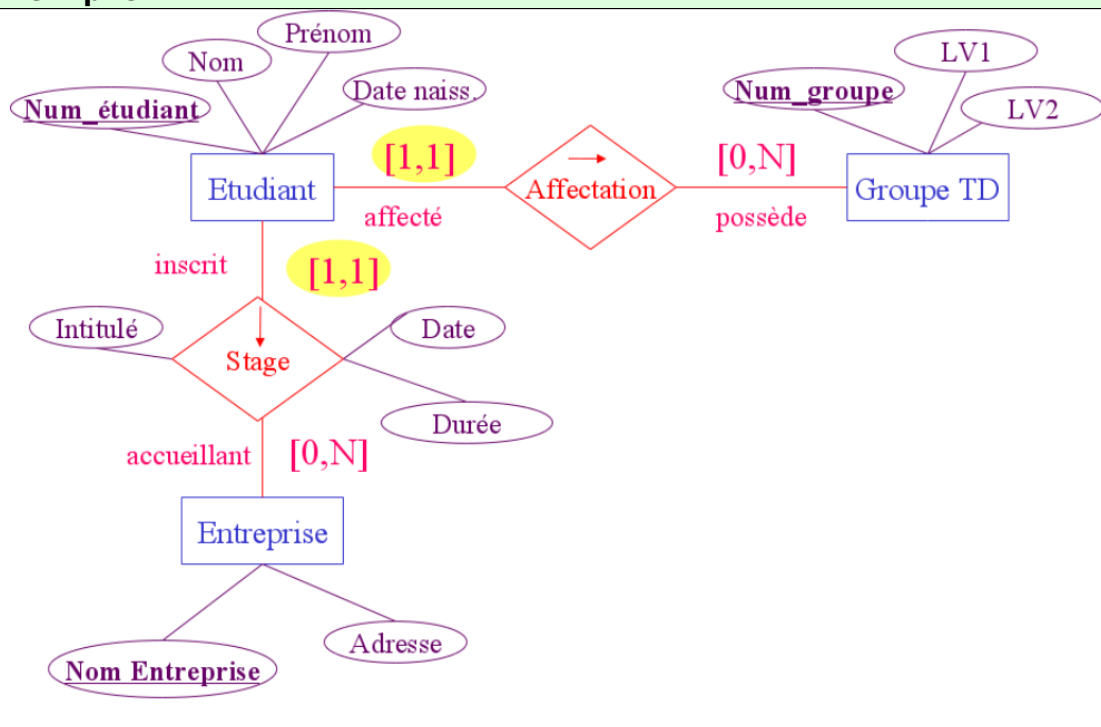 Prénom
LV1
Nom
Date naiss.
Num_groupe
Num_étudiant
LV2
[1,1]
[0,N]
Etudiant
Affectation
Groupe TD
affecté
possède
inscrit
[1,1]
Intitulé
Date
Stage
Durée
accueillant
[0,N]
Entreprise
Adresse
Nom Entreprise